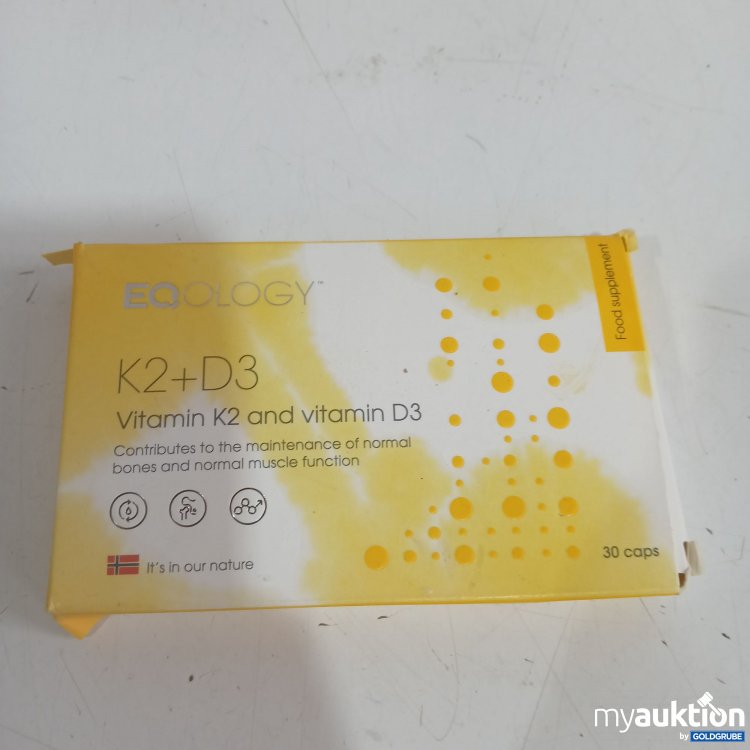 EQOLOGY™
Food supplement
K2+D3
Vitamin K2 and vitamin D3
Contributes to the maintenance of normal
bones and normal muscle function
It's in our nature
30 caps
myauktion
by GOLDGRUBE